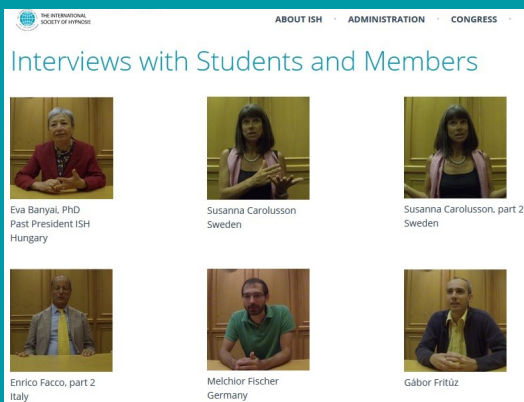 THE INTERNATIONAL
SOCIETY OF HYPNOSIS
ABOUT ISH · ADMINISTRATION · CONGRESS ·
Interviews with Students and Members
Eva Banyai, PhD
Past President ISH
Hungary
Susanna Carolusson
Sweden
Susanna Carolusson, part 2
Sweden
Enrico Facco, part 2
Italy
Melchior Fischer
Germany
Gábor Fritúz